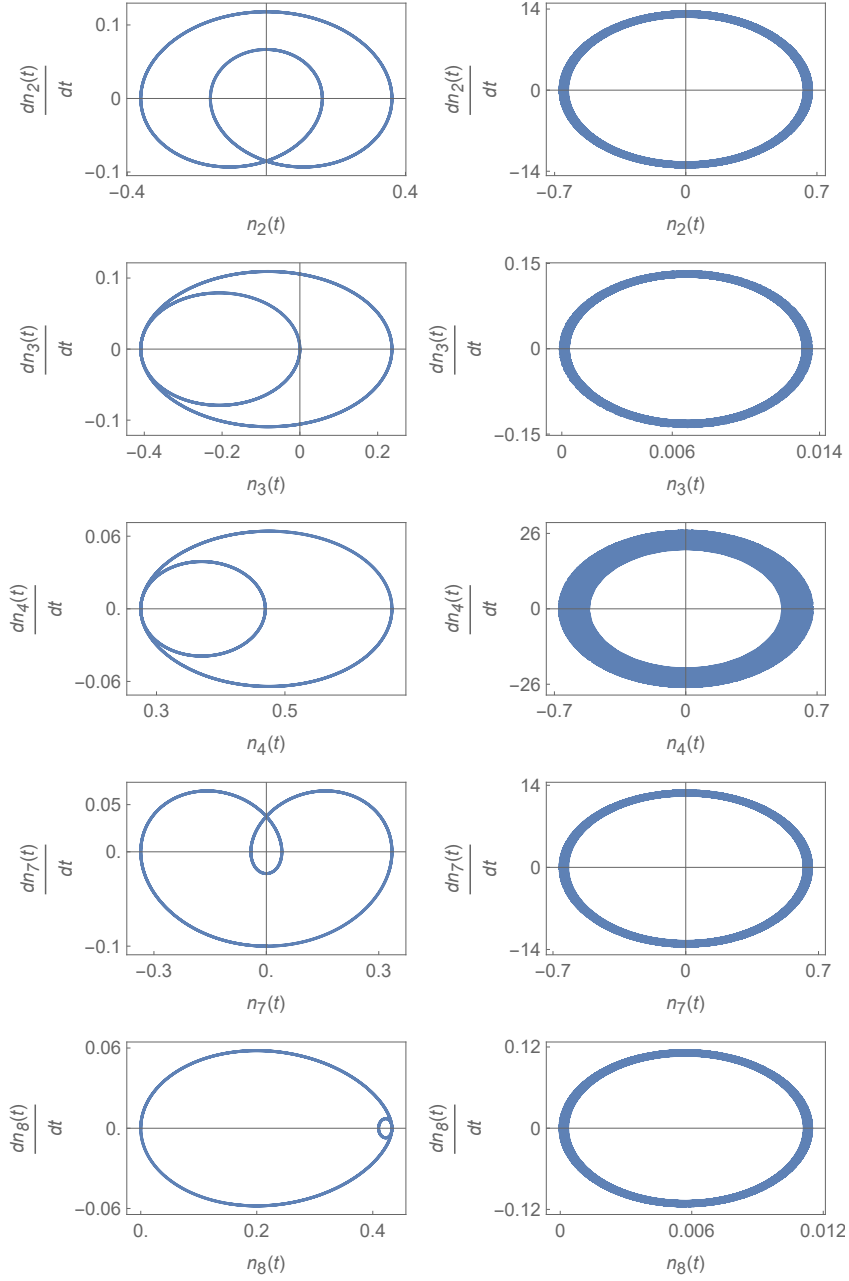 dn2(t)
dt
0.1
0
-0.1
-0.4
0
0.4
n2(t)
dn2(t)
dt
14
0
-14
-0.7
0
0.7
n2(t)
dn3(t)
dt
0.1
0
-0.1
-0.4
-0.2
0
0.2
n3(t)
dn3(t)
dt
0.15
0
-0.15
0
0.006
0.014
n3(t)
dn4(t)
dt
0.06
0.
-0.06
0.3
0.5
n4(t)
dn4(t)
dt
26
0
-26
-0.7
0
0.7
n4(t)
dn7(t)
dt
0.05
0.
-0.1
-0.3
0.
0.3
n7(t)
dn7(t)
dt
14
0
-14
-0.7
0
0.7
n7(t)
dn8(t)
dt
0.06
0.
-0.06
0.
0.2
0.4
n8(t)
dn8(t)
dt
0.12
0
-0.12
0
0.006
0.012
n8(t)